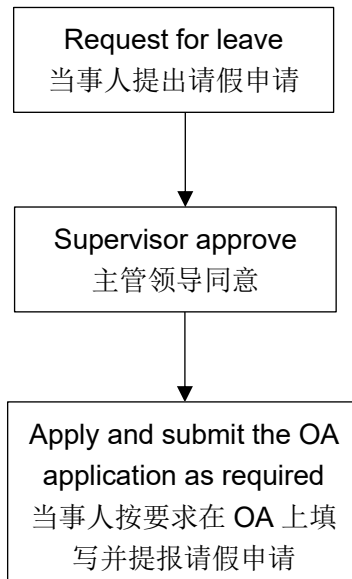 Request for leave
当事人提出请假申请
Supervisor approve
主管领导同意
Apply and submit the OA
application as required
当事人按要求在 OA 上填
写并提报请假申请